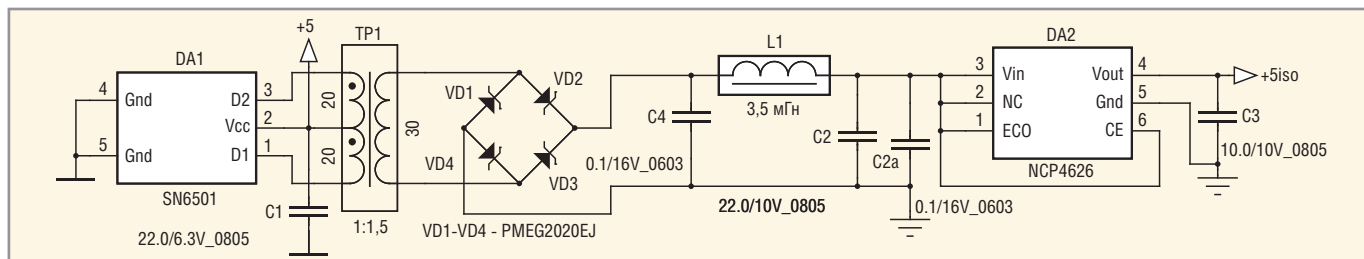 +5
TP1
L1
DA1
DA2
4 Gnd
5 Gnd
D2 3
Vcc 2
D1 1
SN6501
20
20
30
C1
22.0/6.3V_0805
1:1,5
VD1
VD2
VD4
VD3
VD1-VD4 - PMEG2020EJ
C4
0.1/16V_0603
3,5 мГн
C2
22.0/10V_0805
C2a
0.1/16V_0603
3 Vin
2 NC
1 ECO
Vout 4
Gnd 5
CE 6
NCP4626
+5iso
C3
10.0/10V_0805